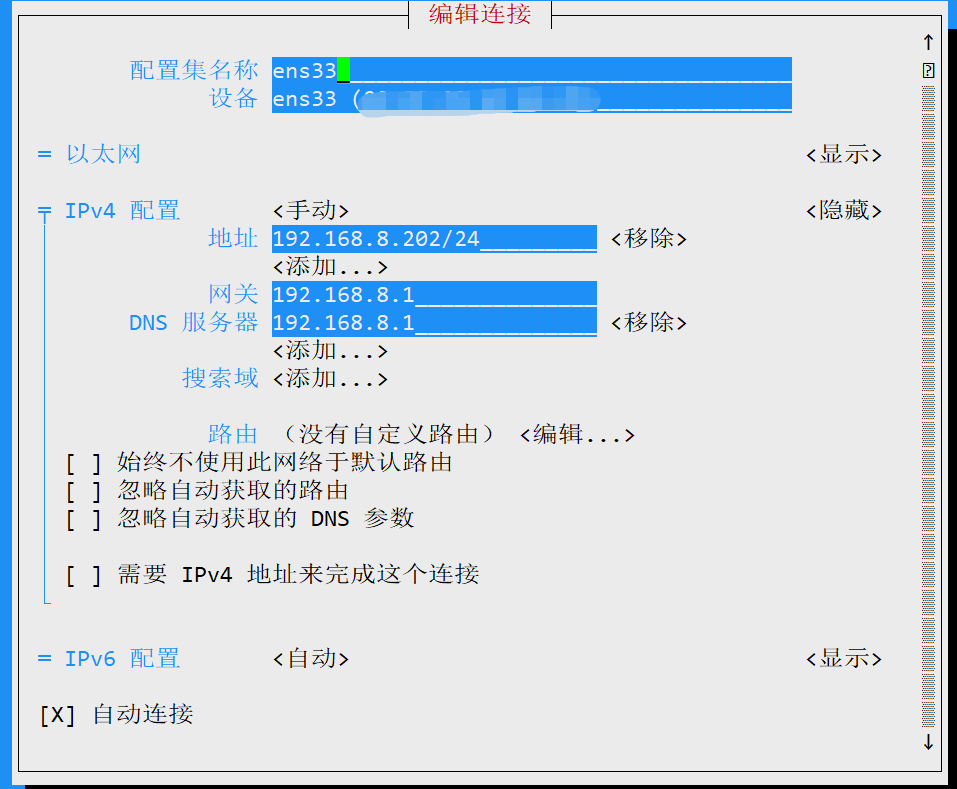 编辑连接
配置集名称 ens33
设备 ens33 (
= 以太网 <显示>
IPv4 配置 <手动> <隐藏>
地址 192.168.8.202/24 <移除>
<添加...>
网关 192.168.8.1
DNS 服务器 192.168.8.1 <移除>
<添加...>
搜索域 <添加...>
路由 (没有自定义路由) <编辑...>
[ ] 始终不使用此网络于默认路由
[ ] 忽略自动获取的路由
[ ] 忽略自动获取的 DNS 参数
[ ] 需要 IPv4 地址来完成这个连接
= IPv6 配置 <自动> <显示>
[X] 自动连接